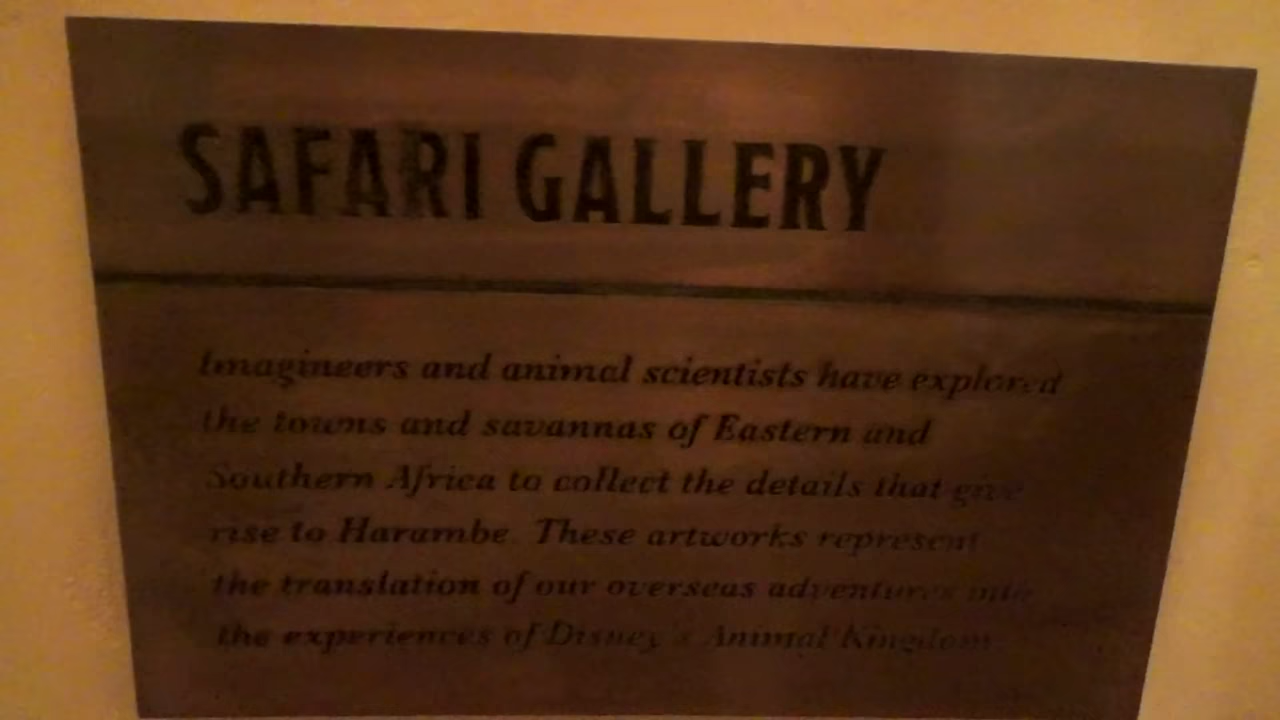 SAFARI GALLERY
Imagineers and animal scientists have explored
the towns and savannas of Eastern and
Southern Africa to collect the details that give
rise to Harambe. These artworks represent
the translation of our overseas adventures into
the experiences of Disney's Animal Kingdom.